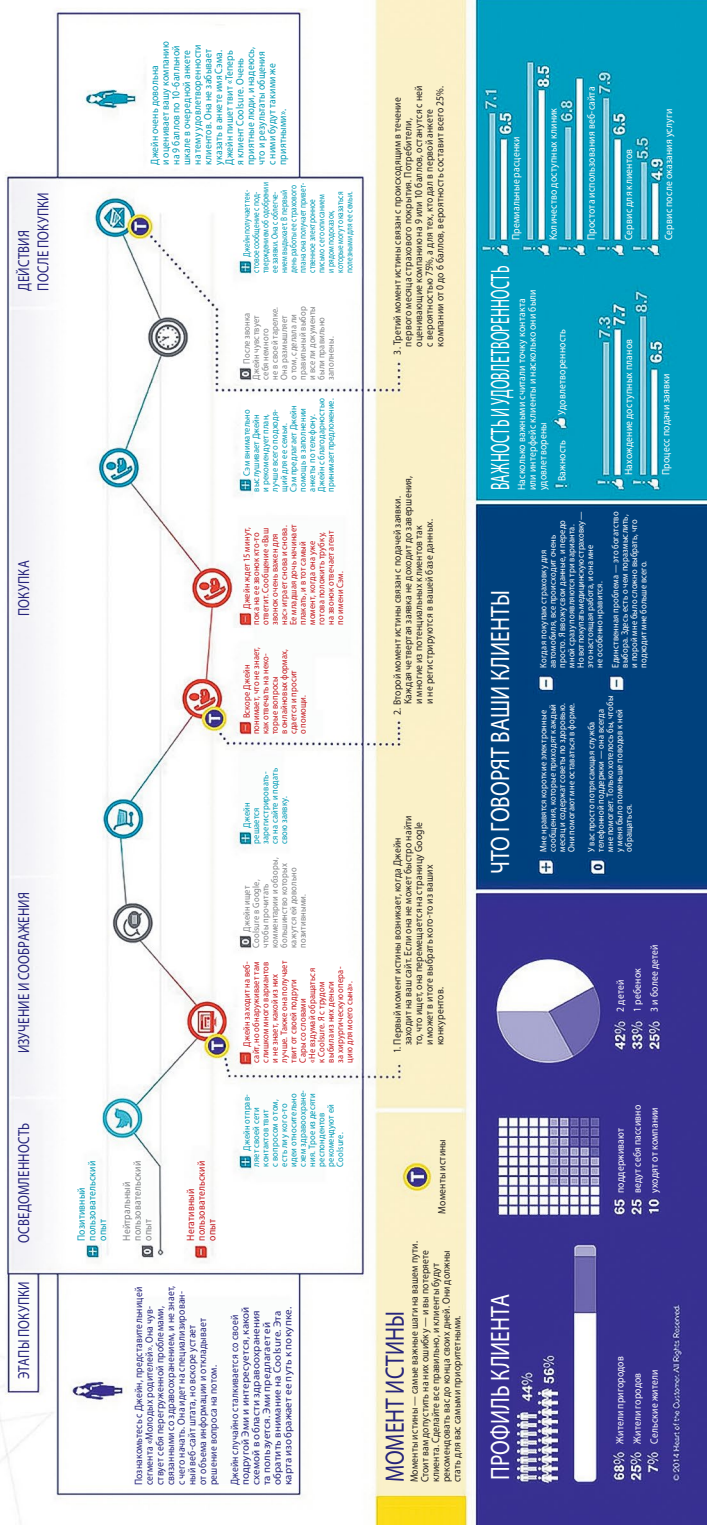 ЭТАПЫ ПОКУПКИ
ОСВЕДОМЛЕННОСТЬ
ИЗУЧЕНИЕ И СООБРАЖЕНИЯ
ПОКУПКА
ДЕЙСТВИЯ
ПОСЛЕ ПОКУПКИ
Познакомьтесь с Джейн, представительницей
сегмента «Молодых родителей». Она чув-
ствует себя перегруженной проблемами,
связанными со здравоохранением, и не знает,
с чего начать. Она идет на специализирован-
ный веб-сайт штата, но вскоре устает
от объема информации и откладывает
решение вопроса на потом.
Джейн случайно сталкивается со своей
подругой Эми и интересуется, какой
схемой в области здравоохранения
та пользуется. Эми предлагает ей
обратить внимание на Coolsure. Эта
карта изображает ее путь к покупке.
Позитивный
пользовательский
опыт
Нейтральный
пользовательский
опыт
Негативный
пользовательский
опыт
Джейн отправ-
ляет своей сети
контактов твит
с вопросом о том,
есть ли у кого-то
идеи относительно
схем здравоохране-
ния. Трое из десяти
респондентов
рекомендуют ей
Coolsure.
Джейн заходит на веб-
сайт, но обнаруживает там
слишком много вариантов
и не знает, какой из них
лучше. Также она получает
твит от своей подруги
Сары со словами
«Не вздумай обращаться
к Coolsure. Я с трудом
выбила из них деньги
за хирургическую опера-
цию для моего сына».
0 Джейн ищет
Coolsure в Google,
чтобы прочитать
комментарии и обзоры,
большинство которых
кажутся ей довольно
позитивными.
Джейн
решается
зарегистрировать-
ся на сайте и подать
свою заявку.
Вскоре Джейн
понимает, что не знает,
как отвечать на неко-
торые вопросы
в онлайновых формах,
сдается и просит
о помощи.
Джейн ждет 15 минут,
пока на ее звонок кто-то
ответит. Сообщение «Ваш
звонок очень важен для
нас» играет снова и снова.
Ее младшая дочь начинает
плакать, и в тот самый
момент, когда она уже
готова положить трубку,
на звонок отвечает агент
по имени Сэм.
Сэм внимательно
выслушивает Джейн
и рекомендует план,
лучше всего подходя-
щий для ее семьи.
Сэм предлагает Джейн
помощь в заполнении
анкеты по телефону.
Джейн с благодарностью
принимает предложение.
0 После звонка
Джейн чувствует
себя немного
не в своей тарелке.
Она размышляет
о том, сделала ли
правильный выбор
и все ли документы
были правильно
заполнены.
Джейн получает тек-
стовое сообщение с под-
тверждением об одобрении
ее заявки. Она с облегче-
нием выдыхает. В первый
день работы ее страхового
плана она получает привет-
ственное электронное
письмо с его описанием
и рядом подсказок,
которые могут оказаться
полезными для ее семьи.
Джейн очень довольна
и оценивает вашу компанию
на 9 баллов по 10-балльной
шкале в очередной анкете
на тему удовлетворенности
клиентов. Она не забывает
указать в анкете имя Сэма.
Джейн пишет твит «Теперь
я клиент Coolsure. Очень
приятные люди, и надеюсь,
что и результаты общения
с ними будут такими же
приятными».
МОМЕНТ ИСТИНЫ
Моменты истины — самые важные шаги на вашем пути.
Стоит вам допустить на них ошибку — и вы потеряете
клиента. Сделайте все правильно, и клиенты будут
рекомендовать вас до конца своих дней. Они должны
стать для вас самыми приоритетными.
T
Моменты истины
1. Первый момент истины возникает, когда Джейн
заходит на ваш сайт. Если она не может быстро найти
то, что ищет, она перемещается на страницу Google
и может в итоге выбрать кого-то из ваших
конкурентов.
2. Второй момент истины связан с подачей заявки.
Каждая четвертая заявка не доходит до завершения,
и многие из потенциальных клиентов так
и не регистрируются в вашей базе данных.
3. Третий момент истины связан с происходящим в течение
первого месяца страхового покрытия. Потребители,
оценивающие компанию на 9 или 10 баллов, останутся с ней
с вероятностью 75%, а для тех, кто дал в первой анкете
компании от 0 до 6 баллов, вероятность составит всего 25%.
ПРОФИЛЬ КЛИЕНТА
44%
56%
68% Жители пригородов
25% Жители городов
7% Сельские жители
65 поддерживают
25 ведут себя пассивно
10 уходят от компании
42% 2 детей
33% 1 ребенок
25% 3 и более детей
© 2014 Heart of the Customer. All Rights Reserved.
ЧТО ГОВОРЯТ ВАШИ КЛИЕНТЫ
Мне нравятся короткие электронные
сообщения, которые приходят каждый
месяц и содержат советы по здоровью.
Они помогают мне оставаться в форме.
0 У вас просто потрясающая служба
телефонной поддержки — она всегда
мне помогает. Только хотелось бы, чтобы
у меня было поменьше поводов к ней
обращаться.
Когда я покупаю страховку для
автомобиля, все происходит очень
просто. Я ввожу свои данные, и передо
мной сразу появляются три варианта.
Но вот покупать медицинскую страховку —
это настоящая работа, и она мне
не особенно нравится.
Единственная проблема — это богатство
выбора. Здесь есть о чем поразмыслить,
и порой мне было сложно выбрать, что
подходит мне больше всего.
ВАЖНОСТЬ И УДОВЛЕТВОРЕННОСТЬ
Насколько важными считали точку контакта
или интерфейс клиенты и насколько они были
удовлетворены
! Важность
Удовлетворенность
7.3
7.7
Нахождение доступных планов
8.7
6.5
Процесс подачи заявки
7.1
6.5
Премиальные расценки
8.5
Количество доступных клиник
6.8
Простота использования веб-сайта
7.9
6.5
Сервис для клиентов
5.5
4.9
Сервис после оказания услуги